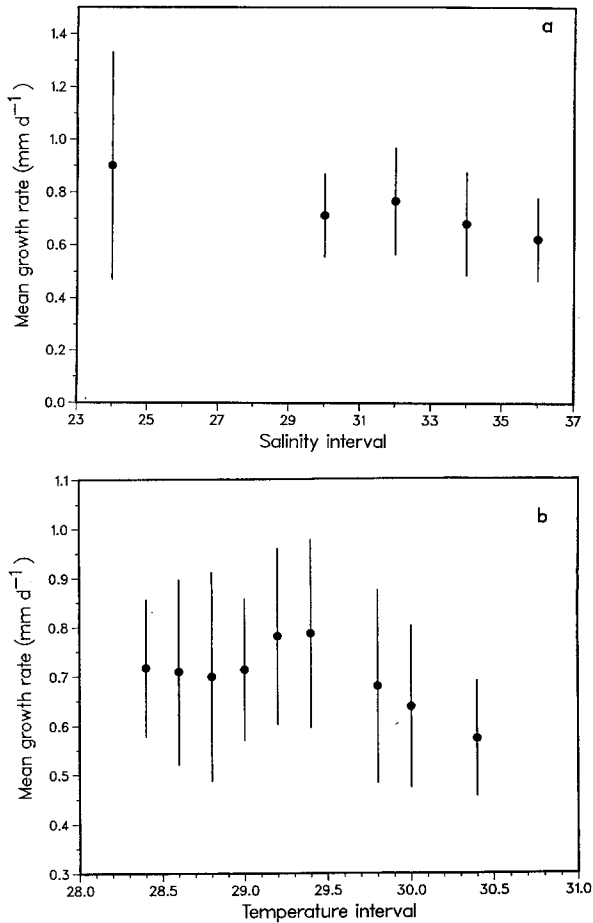 a
1.4
1.2
1.0
0.8
0.6
0.4
0.2
0.0
Mean growth rate (mm d⁻¹)
23 25 29 31 33 35 37
Salinity interval
b
1.1
1.0
0.9
0.8
0.7
0.6
0.5
0.4
0.3
Mean growth rate (mm d⁻¹)
28.0 28.5 29.0 29.5 30.0 30.5 31.0
Temperature interval